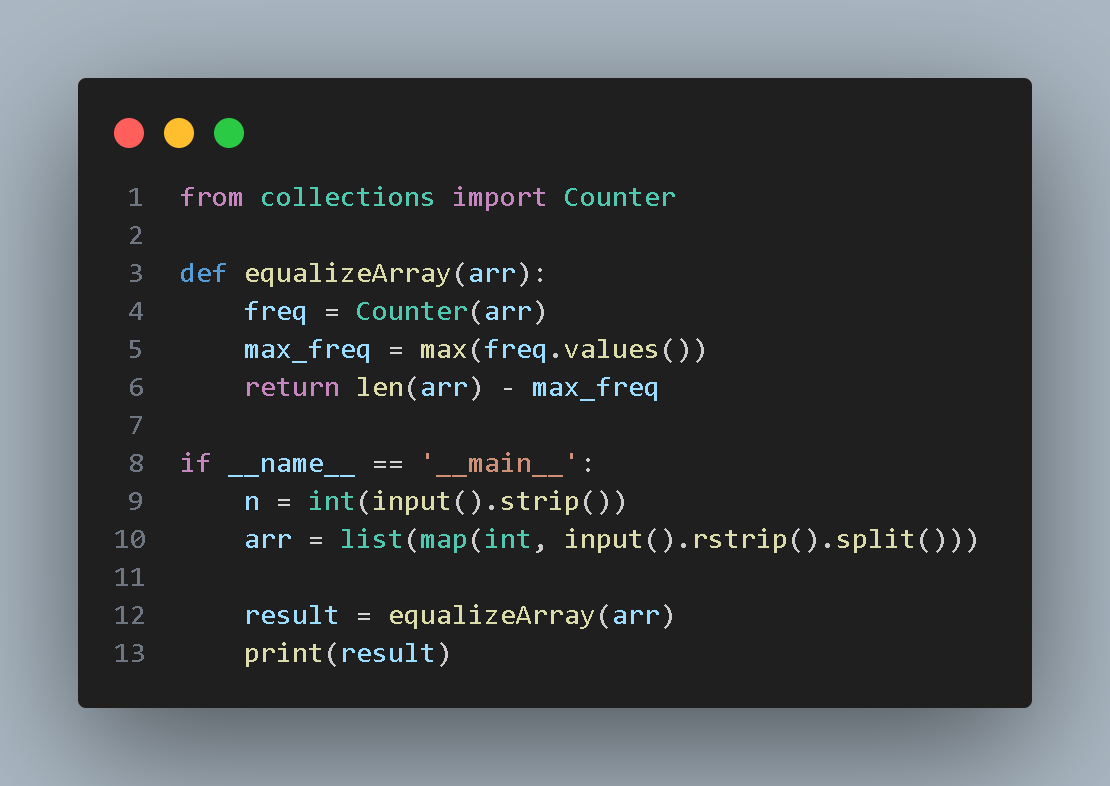 1 from collections import Counter
2
3 def equalizeArray(arr):
4     freq = Counter(arr)
5     max_freq = max(freq.values())
6     return len(arr) - max_freq
7
8 if __name__ == '__main__':
9     n = int(input().strip())
10     arr = list(map(int, input().rstrip().split()))
11
12     result = equalizeArray(arr)
13     print(result)